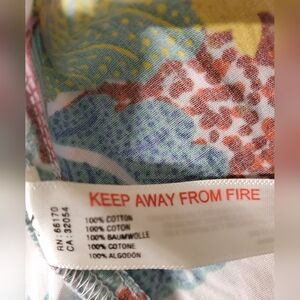 KEEP AWAY FROM FIRE
RN: 66170
CA: 32054
100% COTTON
100% COTON
100% BAUMWOLLE
100% COTONE
100% ALGODON